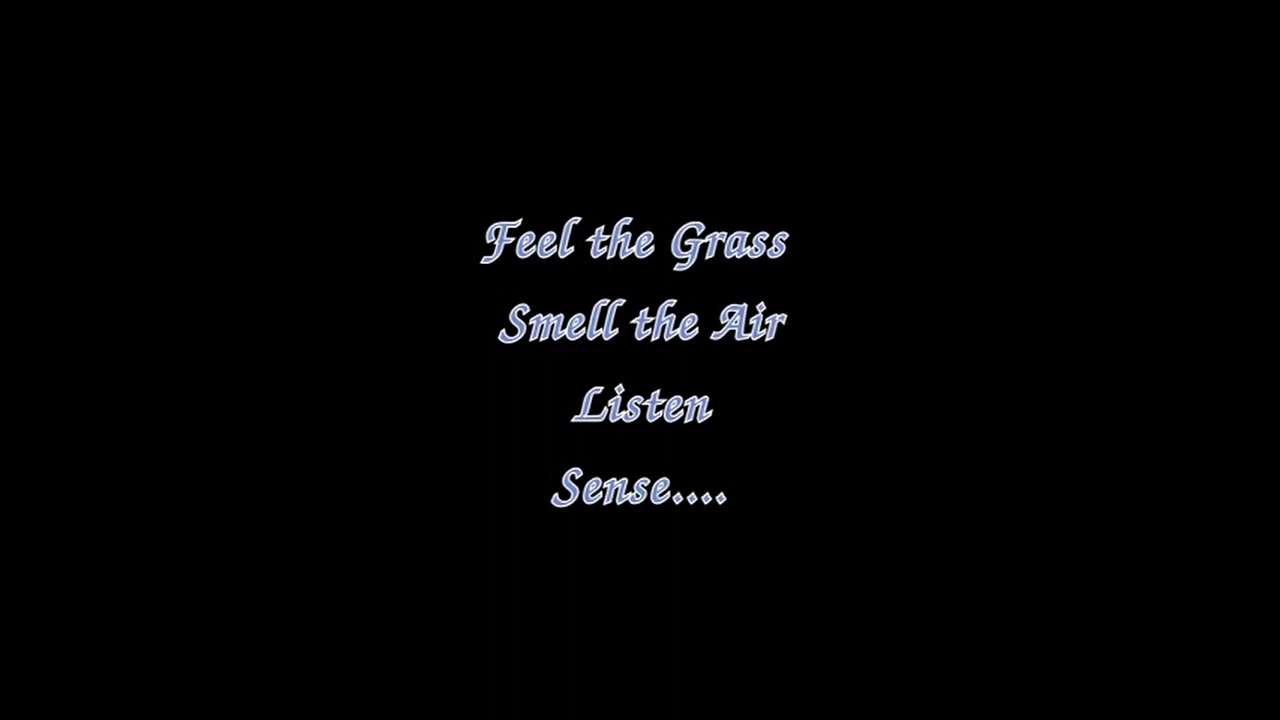 Feel the Grass
Smell the Air
Listen
Sense....